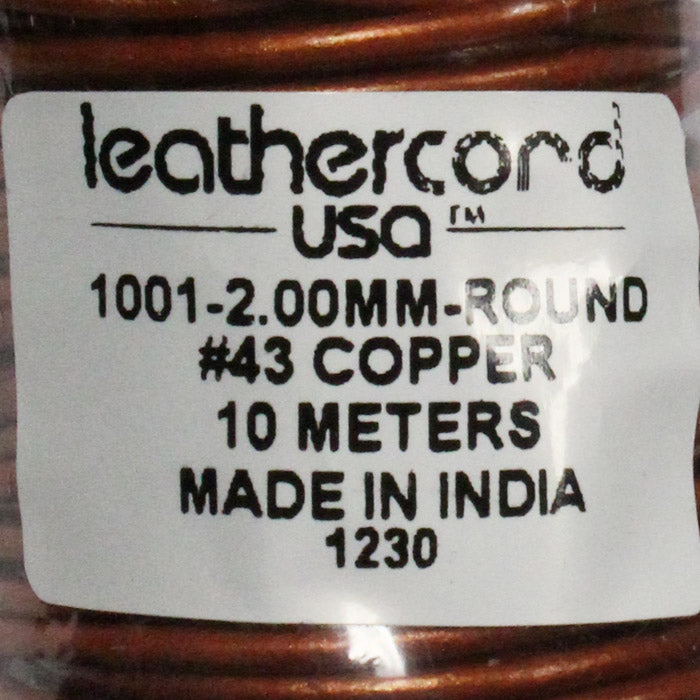 leathercord
usa™
1001-2.00MM-ROUND
#43 COPPER
10 METERS
MADE IN INDIA
1230